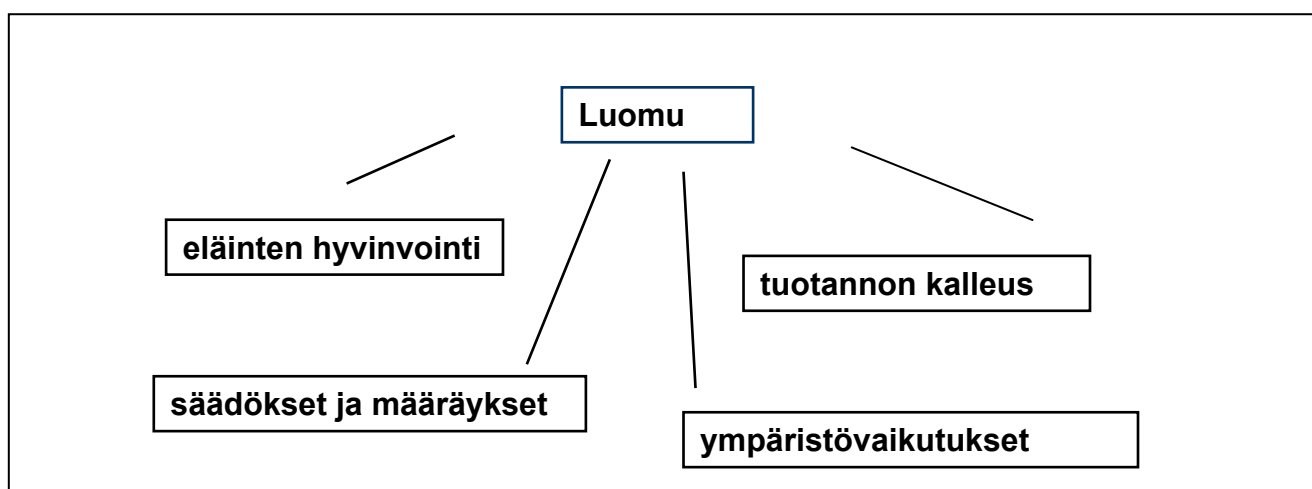 Luomu
eläinten hyvinvointi
tuotannon kalleus
säädökset ja määräykset
ympäristövaikutukset